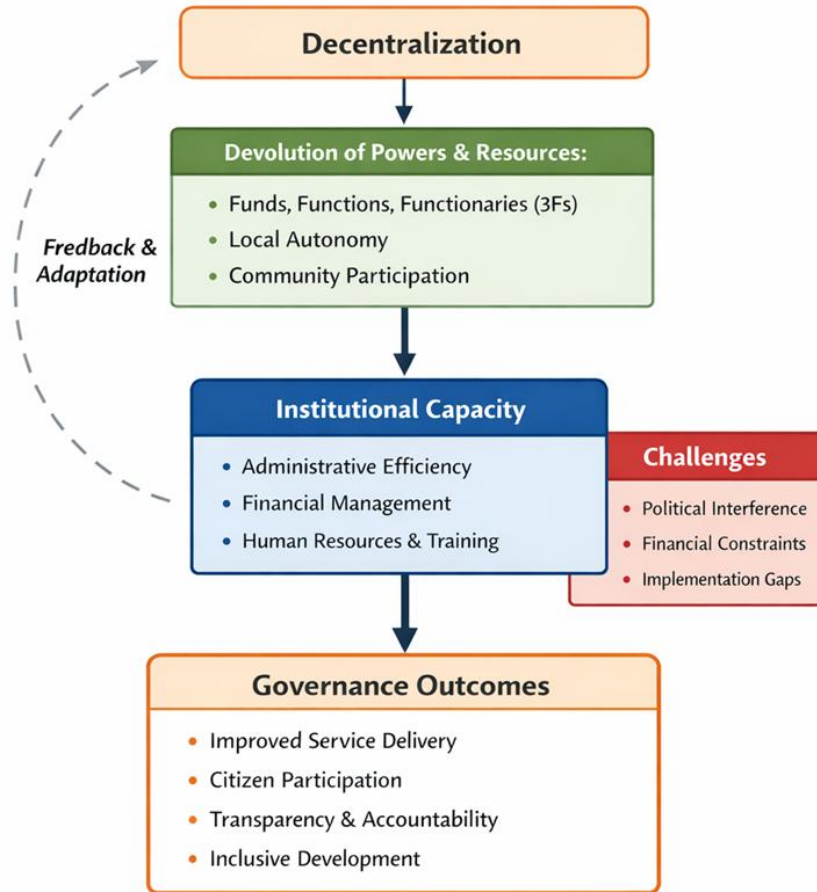 Decentralization
Devolution of Powers & Resources:
• Funds, Functions, Functionaries (3Fs)
• Local Autonomy
• Community Participation
Fredback &
Adaptation
Institutional Capacity
• Administrative Efficiency
• Financial Management
• Human Resources & Training
Challenges
• Political Interference
• Financial Constraints
• Implementation Gaps
Governance Outcomes
• Improved Service Delivery
• Citizen Participation
• Transparency & Accountability
• Inclusive Development